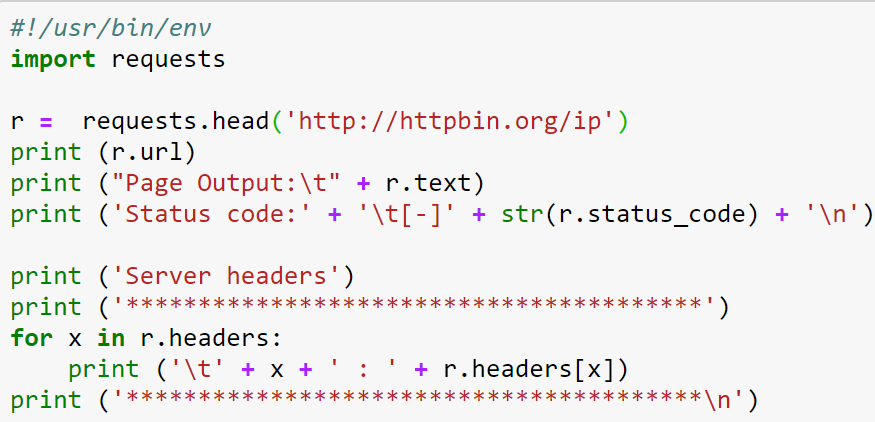 #!/usr/bin/env
import requests
r =  requests.head('http://httpbin.org/ip')
print (r.url)
print ("Page Output:\t" + r.text)
print ('Status code:' + '\t[-]' + str(r.status_code) + '\n')
print ('Server headers')
print ('****************************************')
for x in r.headers:
    print ('\t' + x + ' : ' + r.headers[x])
print ('****************************************\n')